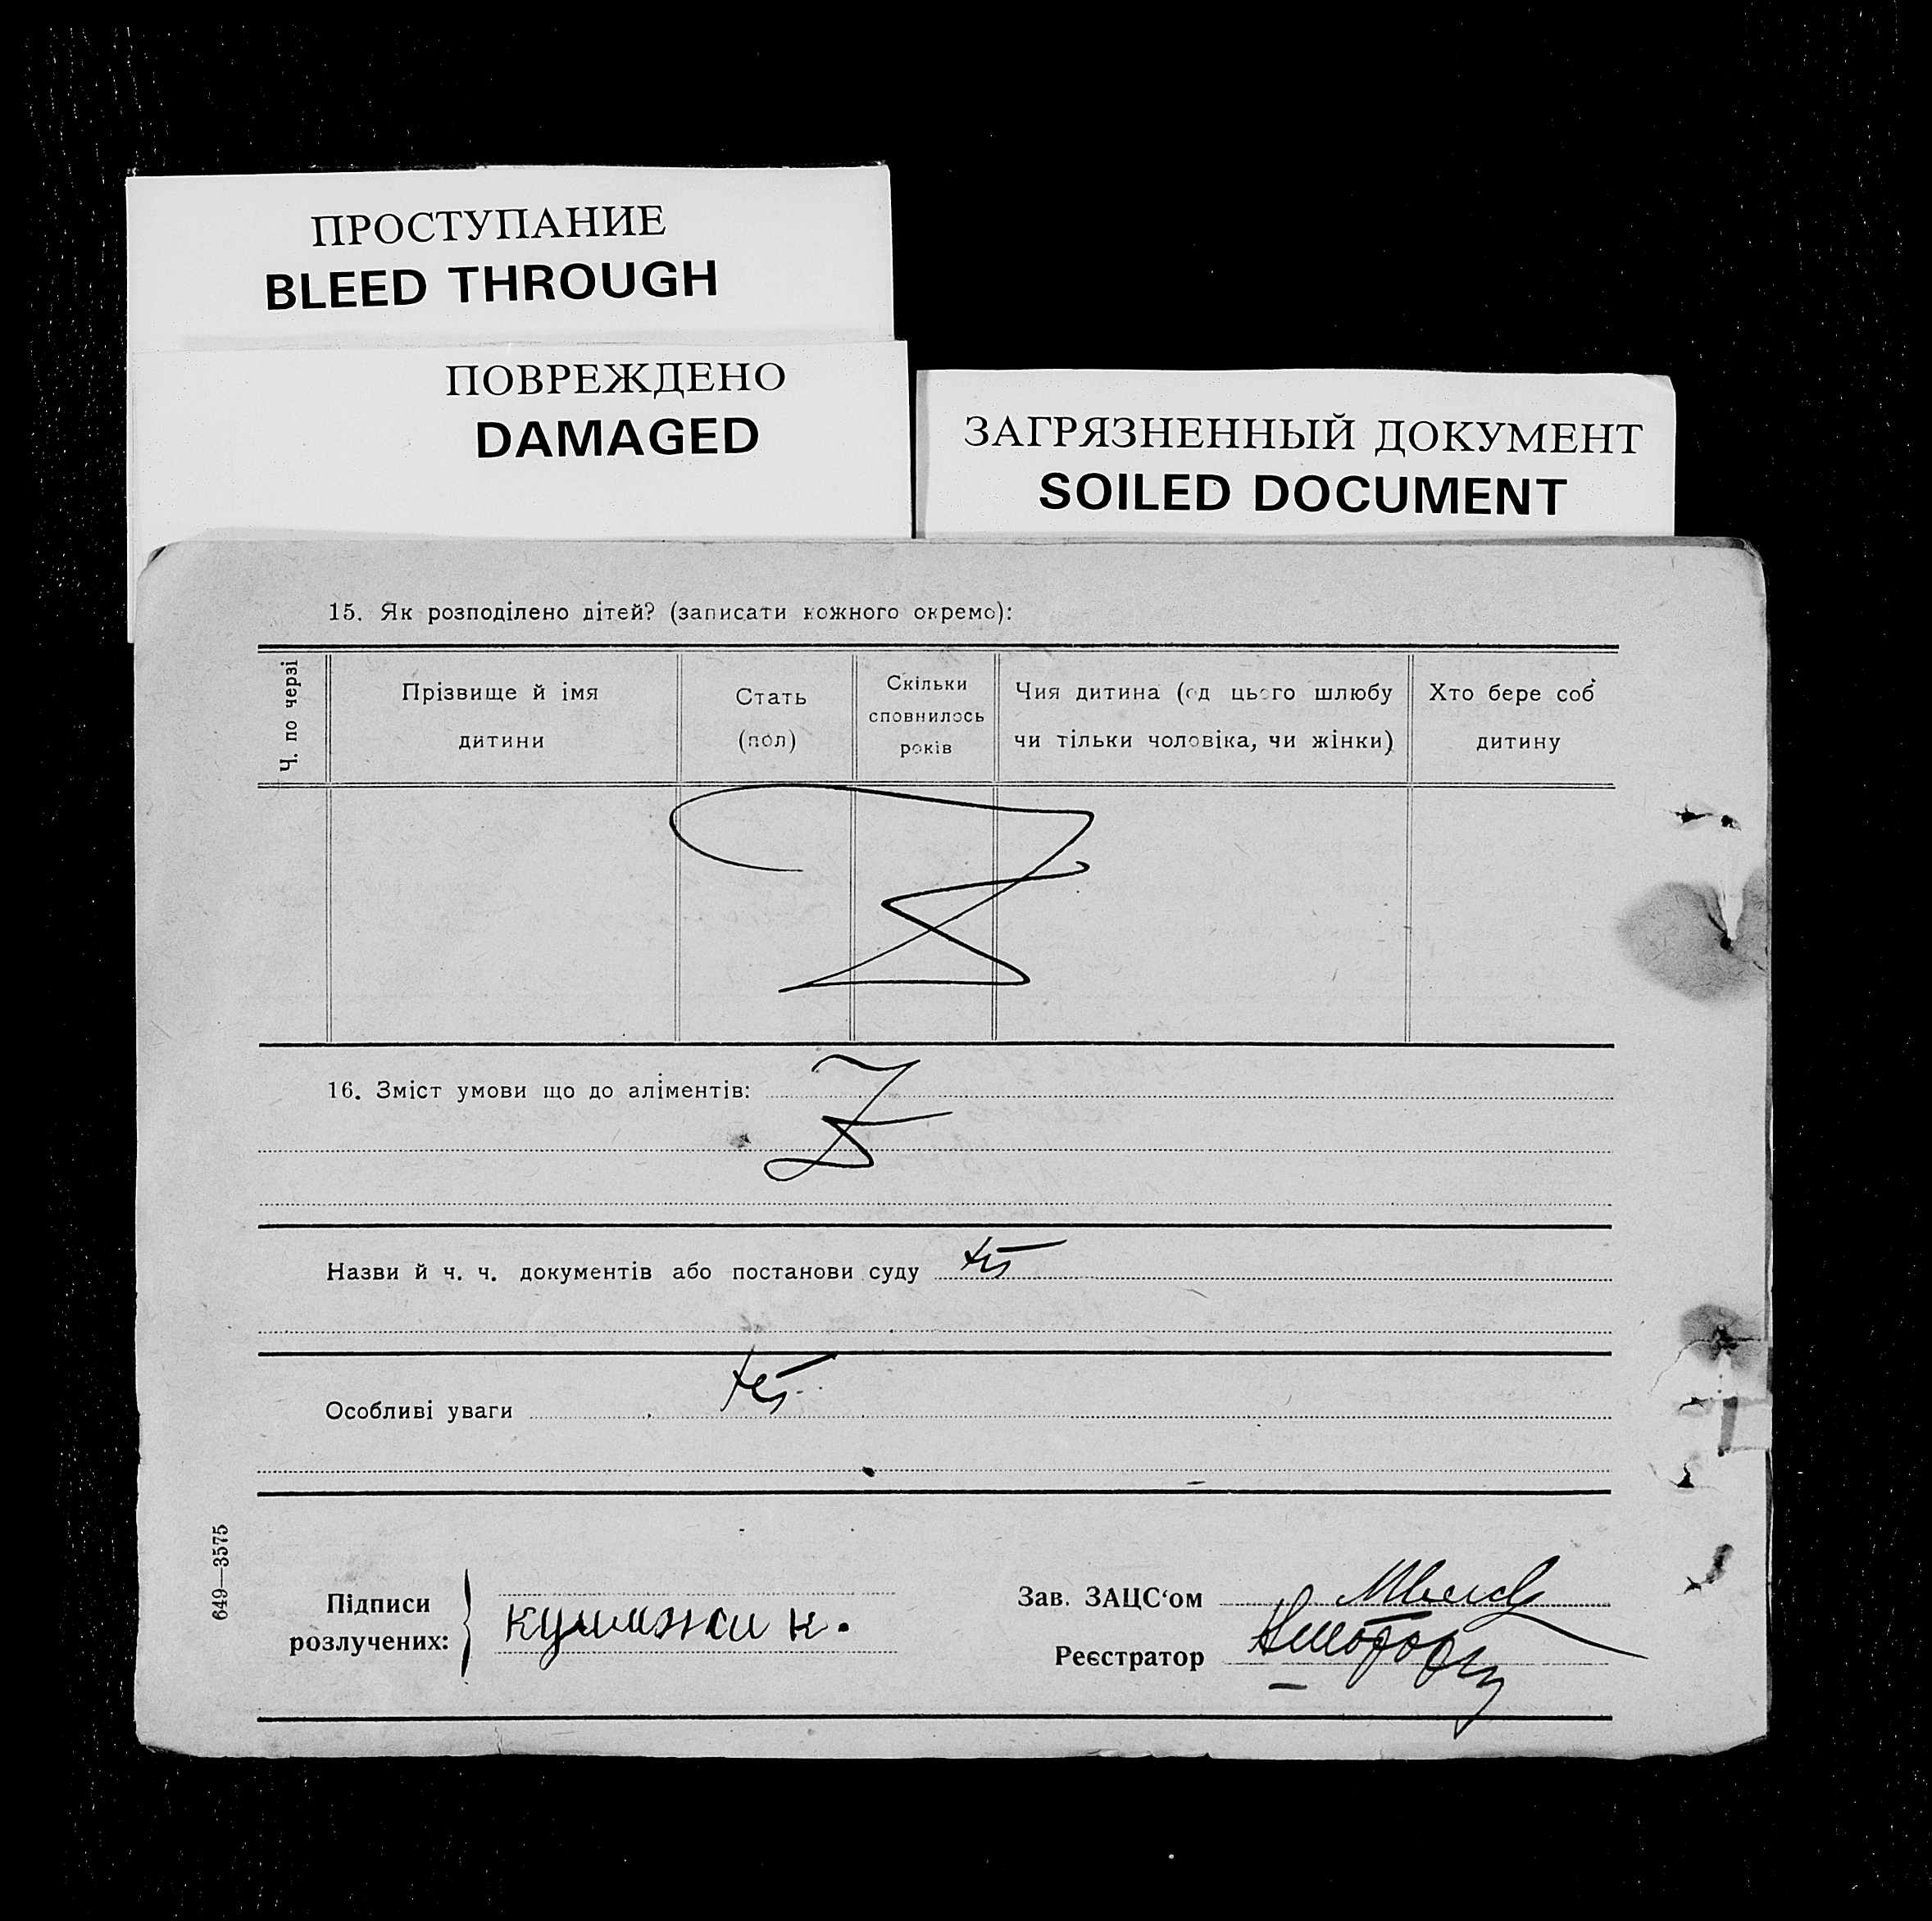 ПРОСТУПАНИЕ
BLEED THROUGH
ПОВРЕЖДЕНО
DAMAGED
ЗАГРЯЗНЕННЫЙ ДОКУМЕНТ
SOILED DOCUMENT
15. Як розподілено дітей? (записати кожного окремо):
Ч. по черзі
Прізвище й імя
дитини
Стать
(пол)
Скільки
сповнилось
років
Чия дитина (од цього шлюбу
чи тільки чоловіка, чи жінки)
Хто бере соб
дитину
16. Зміст умови що до аліментів:
Назви й ч. ч. документів або постанови суду
Особливі уваги
649—3575
Підписи
розлучених:
к.
Зав. ЗАЦС‘ом
Реєстратор